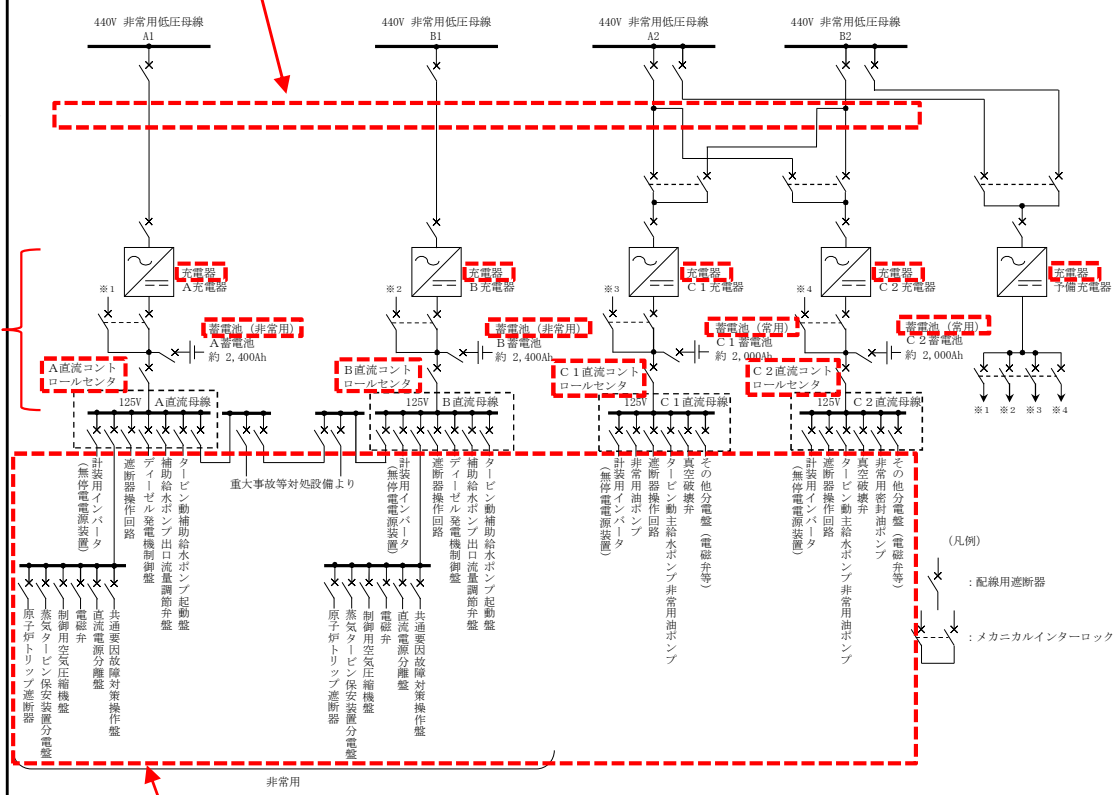 440V 非常用低圧母線
A1
440V 非常用低圧母線
B1
440V 非常用低圧母線
A2
440V 非常用低圧母線
B2
充電器
A充電器
充電器
B充電器
充電器
C1充電器
充電器
C2充電器
充電器
予備充電器
※1
※2
※3
※4
蓄電池 (非常用)
A蓄電池
約 2,400Ah
蓄電池 (非常用)
B蓄電池
約 2,400Ah
蓄電池 (常用)
C1蓄電池
約 2,000Ah
蓄電池 (常用)
C2蓄電池
約 2,000Ah
A直流コント
ロールセンタ
B直流コント
ロールセンタ
C1直流コント
ロールセンタ
C2直流コント
ロールセンタ
※1 ※2 ※3 ※4
125V A直流母線
125V B直流母線
125V C1直流母線
125V C2直流母線
重大事故等対処設備より
計装用インバータ
(無停電電源装置)
遮断器操作回路
ディーゼル発電機制御盤
補助給水ポンプ出口流量調節弁盤
タービン動補助給水ポンプ起動盤
計装用インバータ
(無停電電源装置)
遮断器操作回路
ディーゼル発電機制御盤
補助給水ポンプ出口流量調節弁盤
タービン動補助給水ポンプ起動盤
計装用インバータ
(無停電電源装置)
非常用油ポンプ
遮断器操作回路
タービン動主給水ポンプ非常用油ポンプ
真空破壊弁
その他分電盤 (電磁弁等)
計装用インバータ
(無停電電源装置)
遮断器操作回路
タービン動主給水ポンプ非常用油ポンプ
真空破壊弁
非常用密封油ポンプ
その他分電盤 (電磁弁等)
原子炉トリップ遮断器
蒸気タービン保安装置分電盤
制御用空気圧縮機盤
電磁弁
直流電源分離盤
共通要因故障対策操作盤
原子炉トリップ遮断器
蒸気タービン保安装置分電盤
制御用空気圧縮機盤
電磁弁
直流電源分離盤
共通要因故障対策操作盤
(凡例)
：配線用遮断器
：メカニカルインターロック
非常用